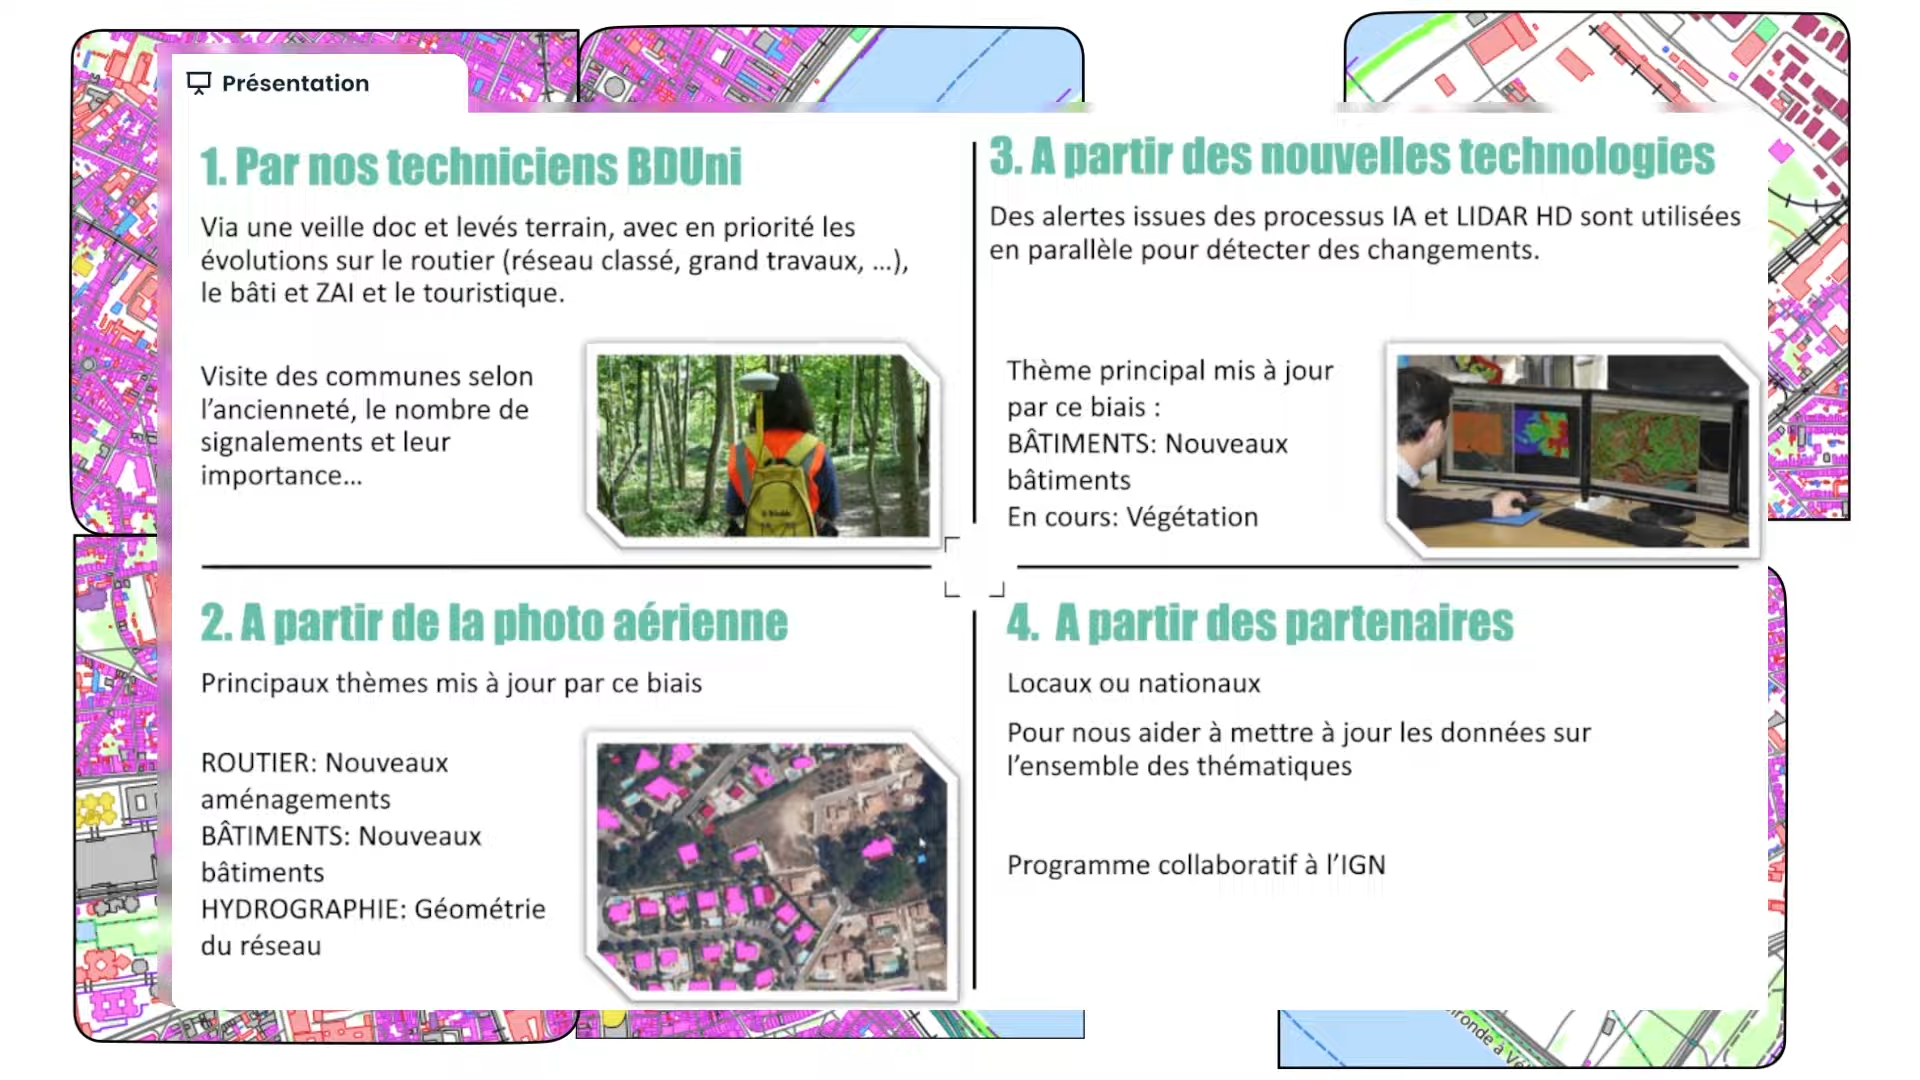 Présentation
1. Par nos techniciens BDUni
Via une veille doc et levés terrain, avec en priorité les
évolutions sur le routier (réseau classé, grand travaux, ...),
le bâti et ZAI et le touristique.
Visite des communes selon
l’ancienneté, le nombre de
signalements et leur
importance...
2. A partir de la photo aérienne
Principaux thèmes mis à jour par ce biais
ROUTIER: Nouveaux
aménagements
BÂTIMENTS: Nouveaux
bâtiments
HYDROGRAPHIE: Géométrie
du réseau
3. A partir des nouvelles technologies
Des alertes issues des processus IA et LIDAR HD sont utilisées
en parallèle pour détecter des changements.
Thème principal mis à jour
par ce biais :
BÂTIMENTS: Nouveaux
bâtiments
En cours: Végétation
4. A partir des partenaires
Locaux ou nationaux
Pour nous aider à mettre à jour les données sur
l’ensemble des thématiques
Programme collaboratif à l’IGN